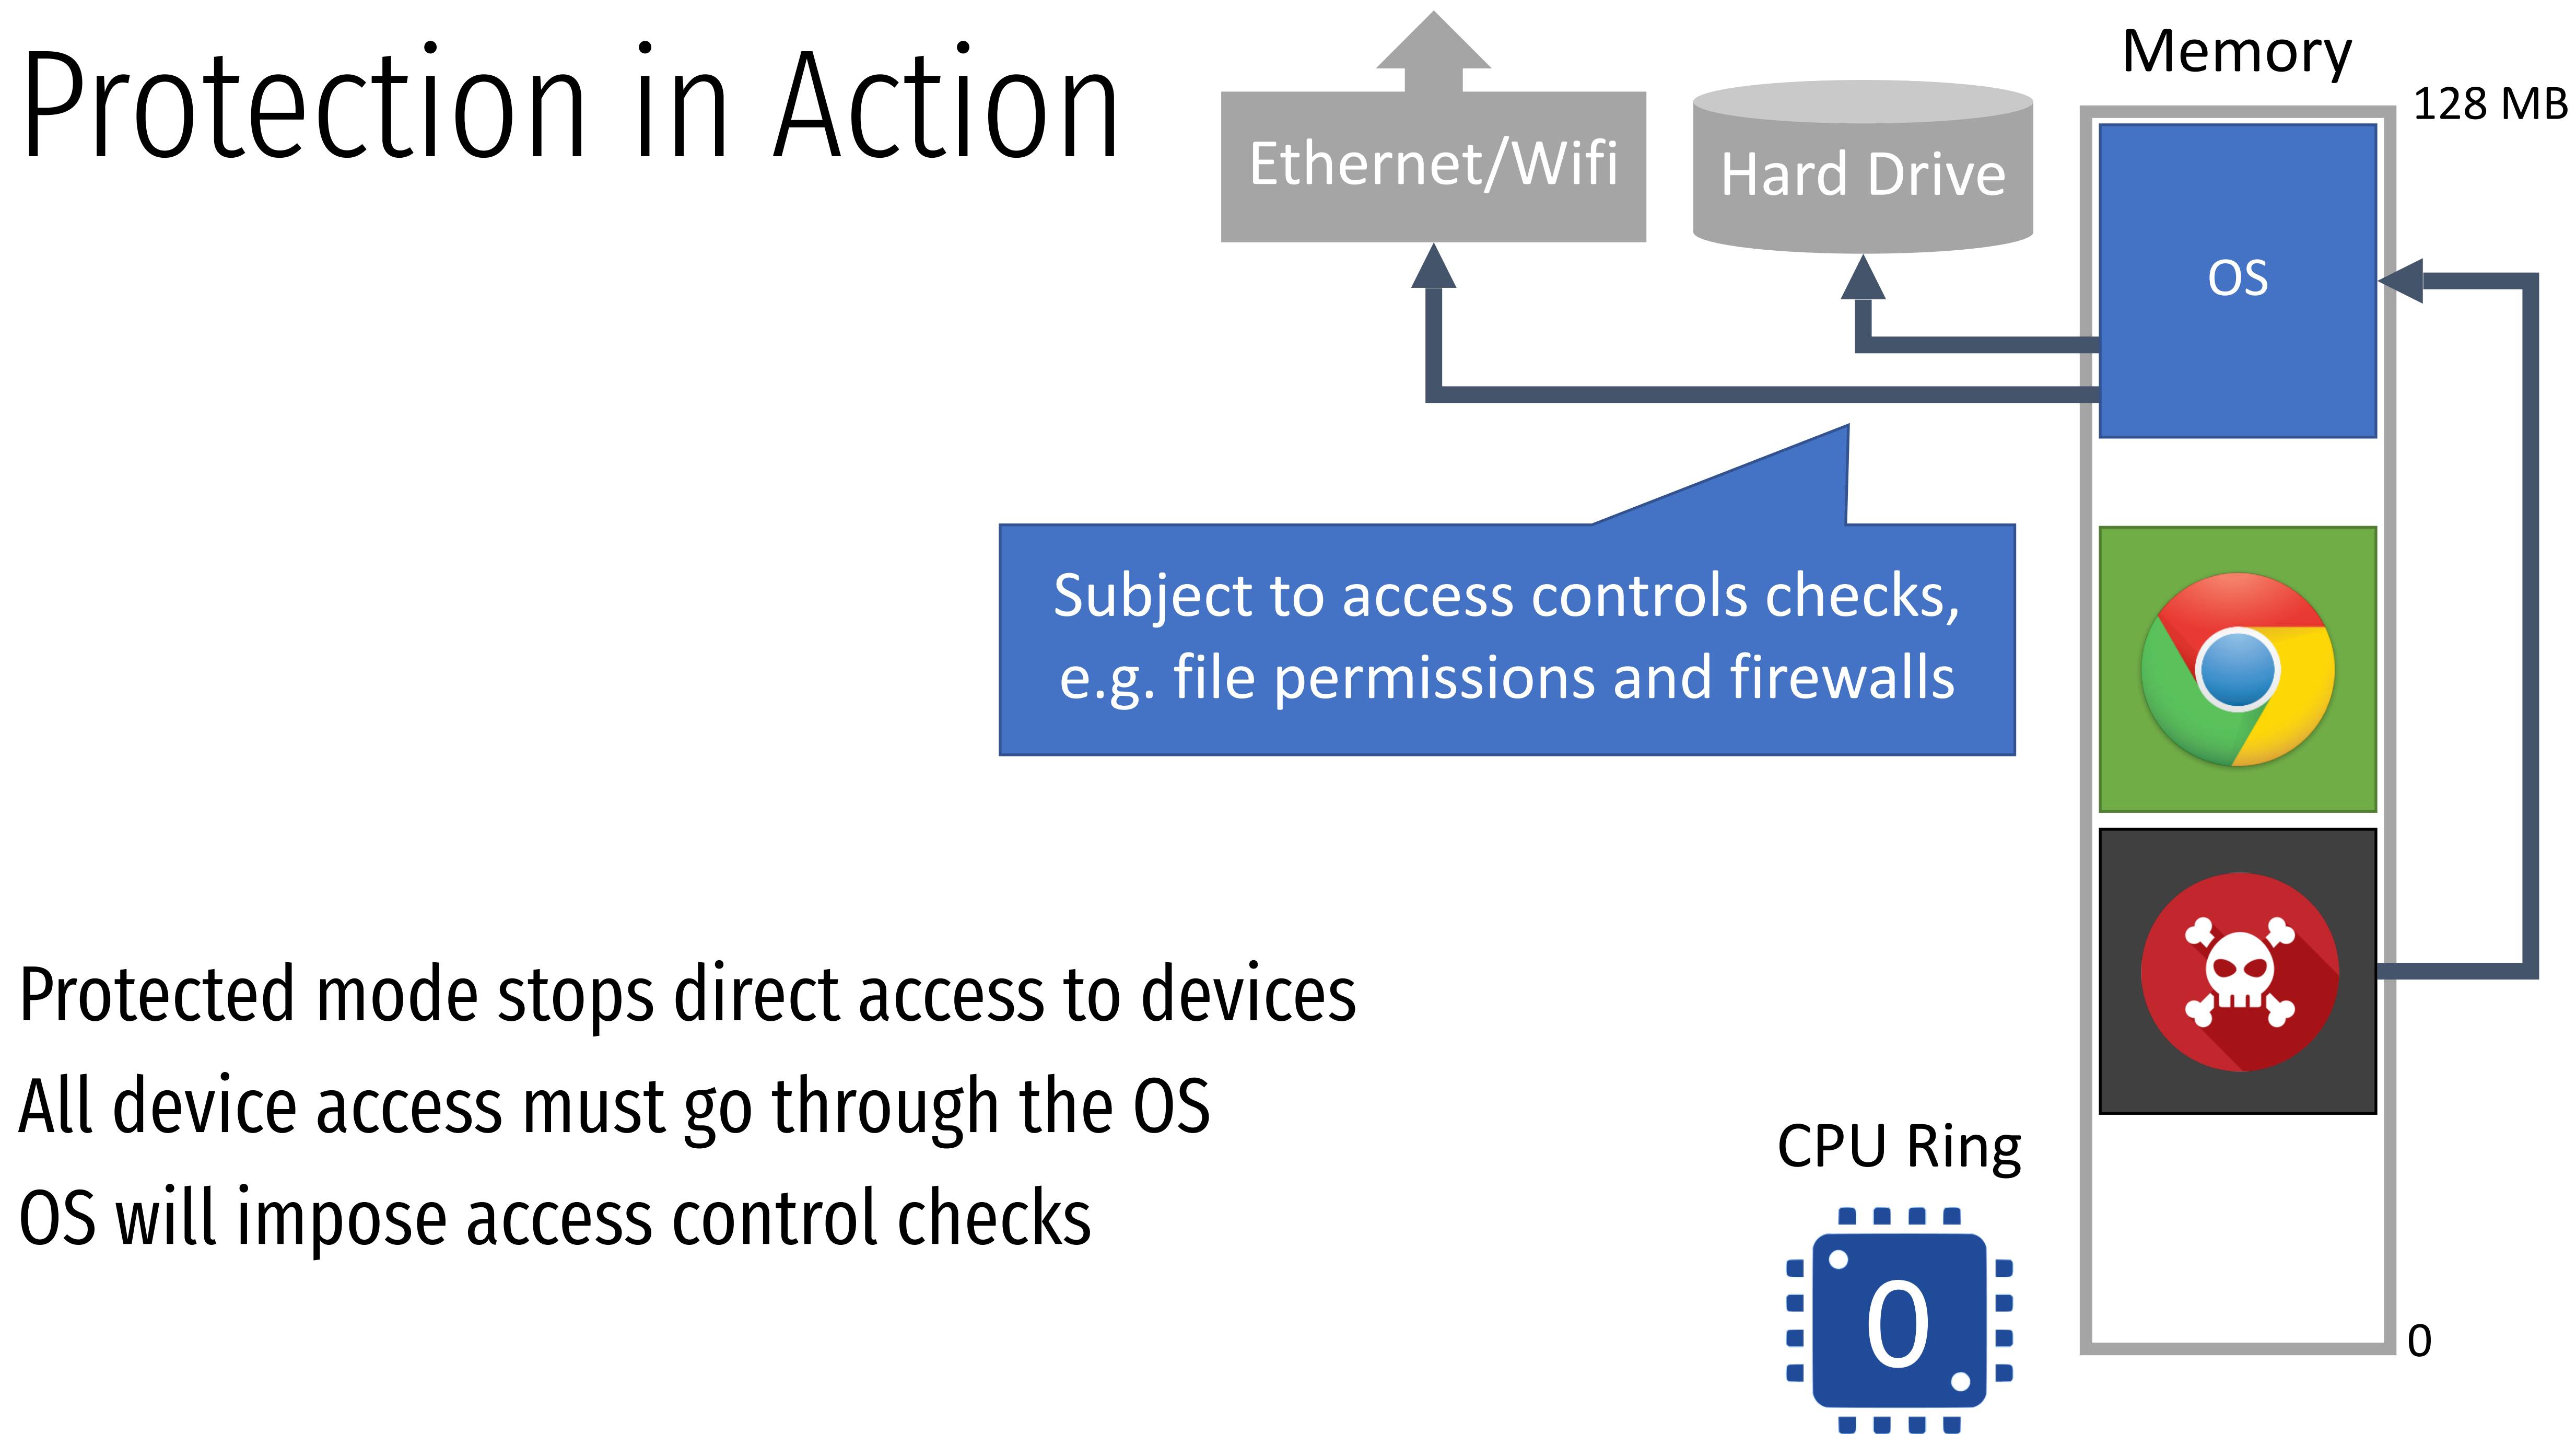 Protection in Action
Ethernet/Wifi
Hard Drive
Memory
128 MB
OS
Subject to access controls checks,
e.g. file permissions and firewalls
Protected mode stops direct access to devices
All device access must go through the OS
OS will impose access control checks
CPU Ring
0
0